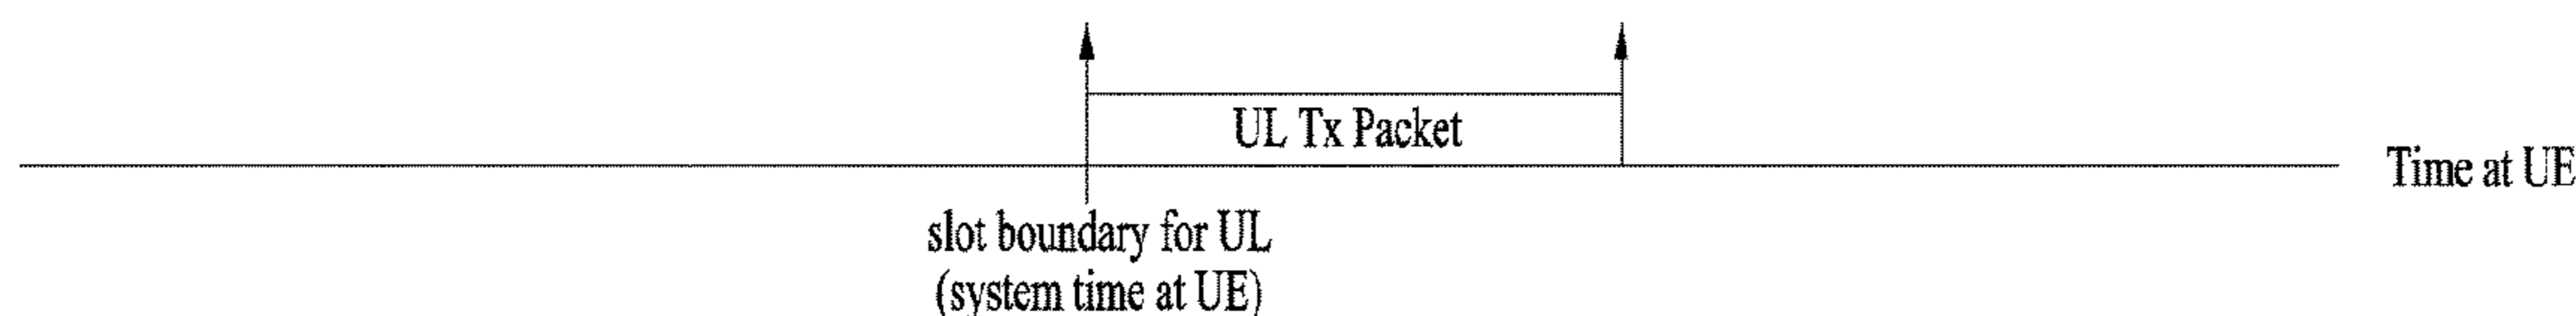 UL Tx Packet
Time at UE
slot boundary for UL
(system time at UE)